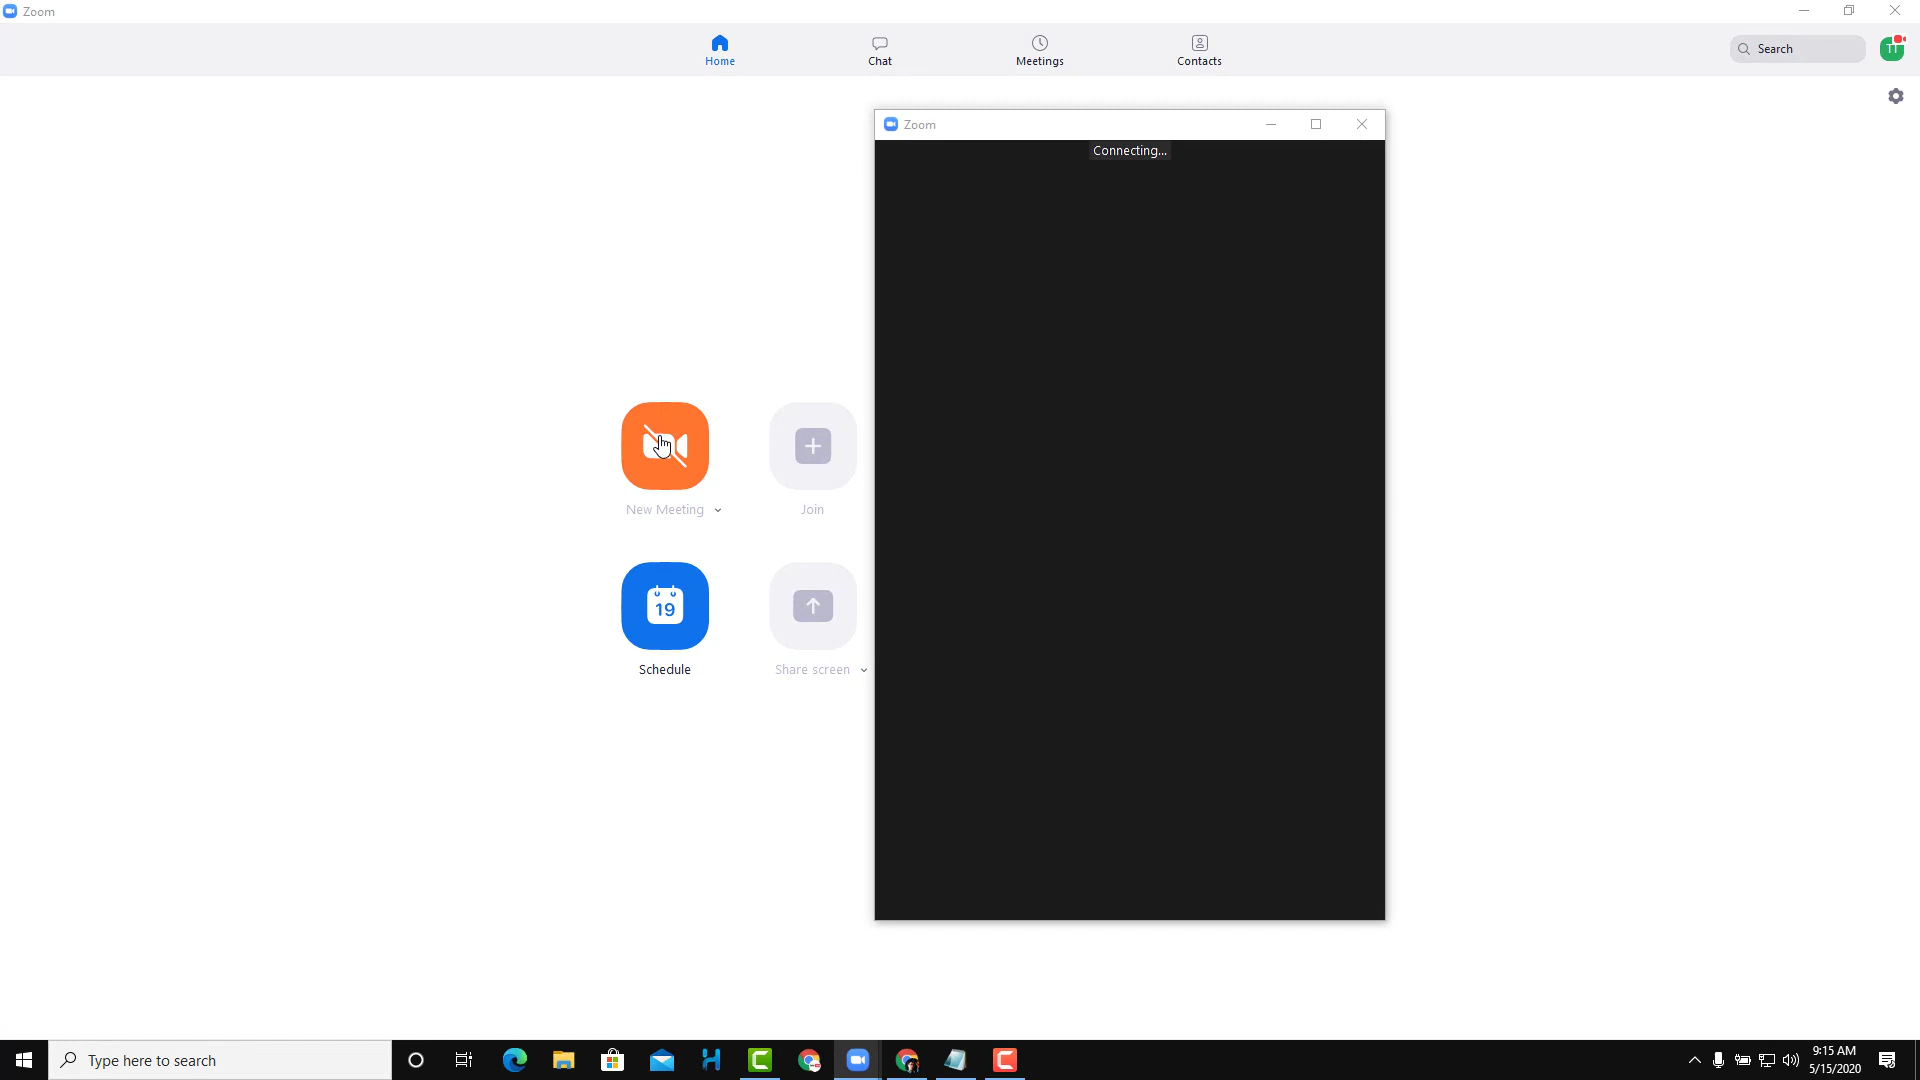 Zoom
Home
Chat
Meetings
Contacts
Search
TT
Zoom
Connecting...
New Meeting
Join
19
Schedule
Share screen
Type here to search
9:15 AM
5/15/2020